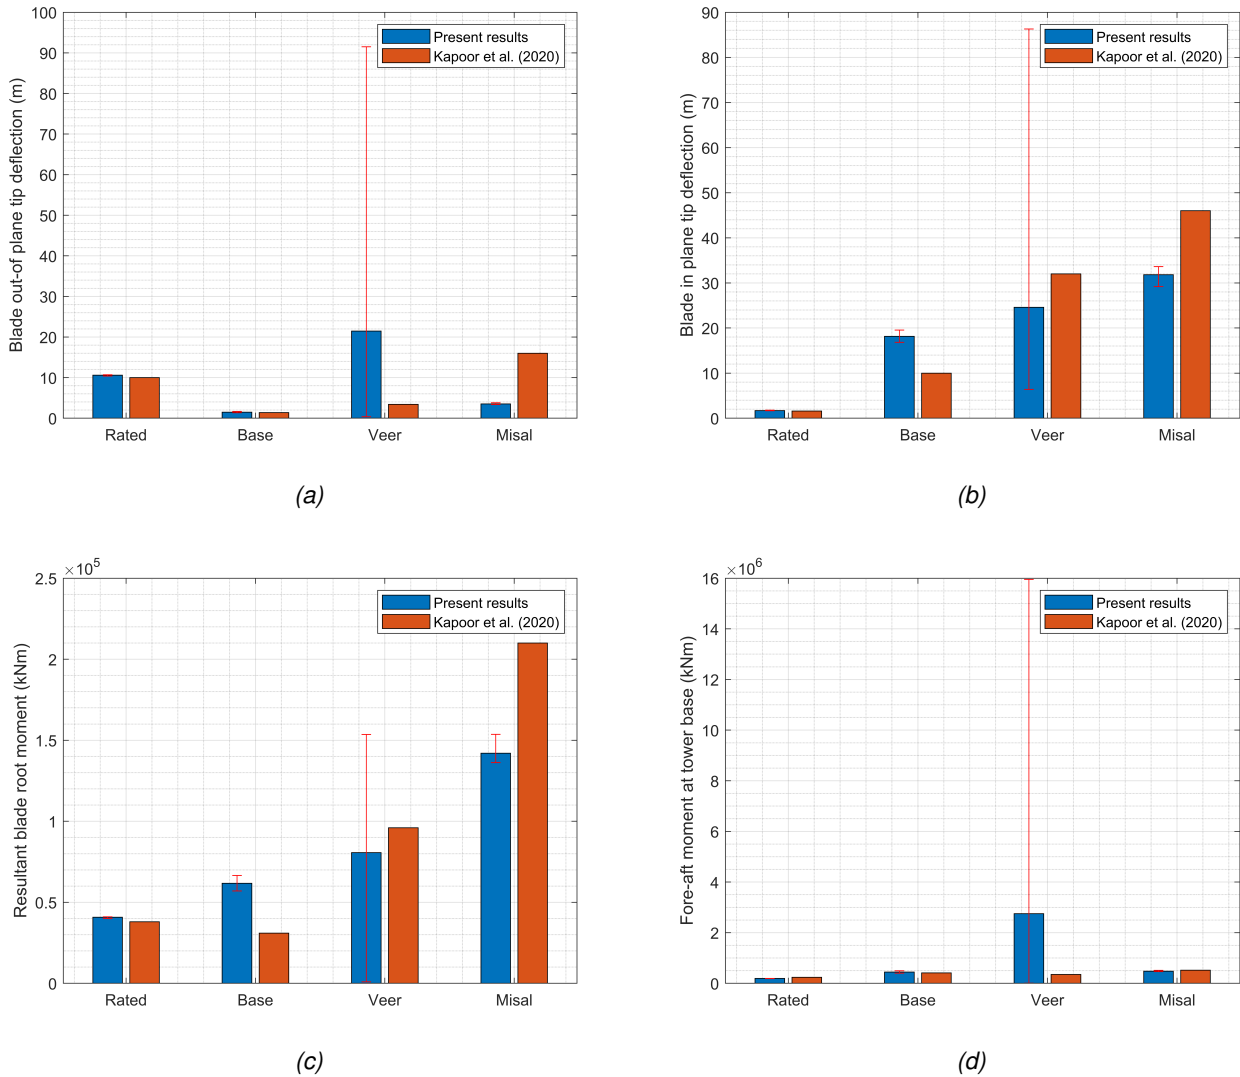 Blade out-of plane tip deflection (m)
100
90
80
70
60
50
40
30
20
10
0
Rated Base Veer Misal
Present results
Kapoor et al. (2020)
(a)
Blade in plane tip deflection (m)
90
80
70
60
50
40
30
20
10
0
Rated Base Veer Misal
Present results
Kapoor et al. (2020)
(b)
Resultant blade root moment (kNm)
×10⁵
2.5
2
1.5
1
0.5
0
Rated Base Veer Misal
Present results
Kapoor et al. (2020)
(c)
Fore-aft moment at tower base (kNm)
×10⁶
16
14
12
10
8
6
4
2
0
Rated Base Veer Misal
Present results
Kapoor et al. (2020)
(d)